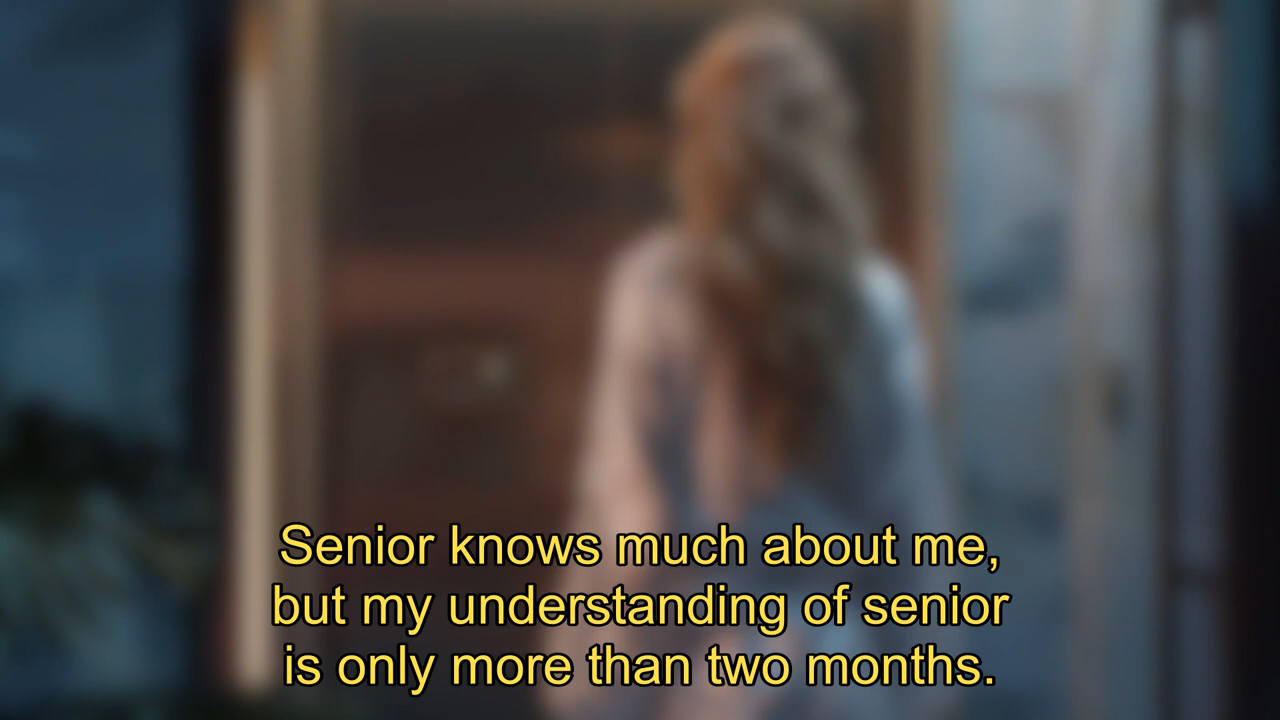 Senior knows much about me,
but my understanding of senior
is only more than two months.